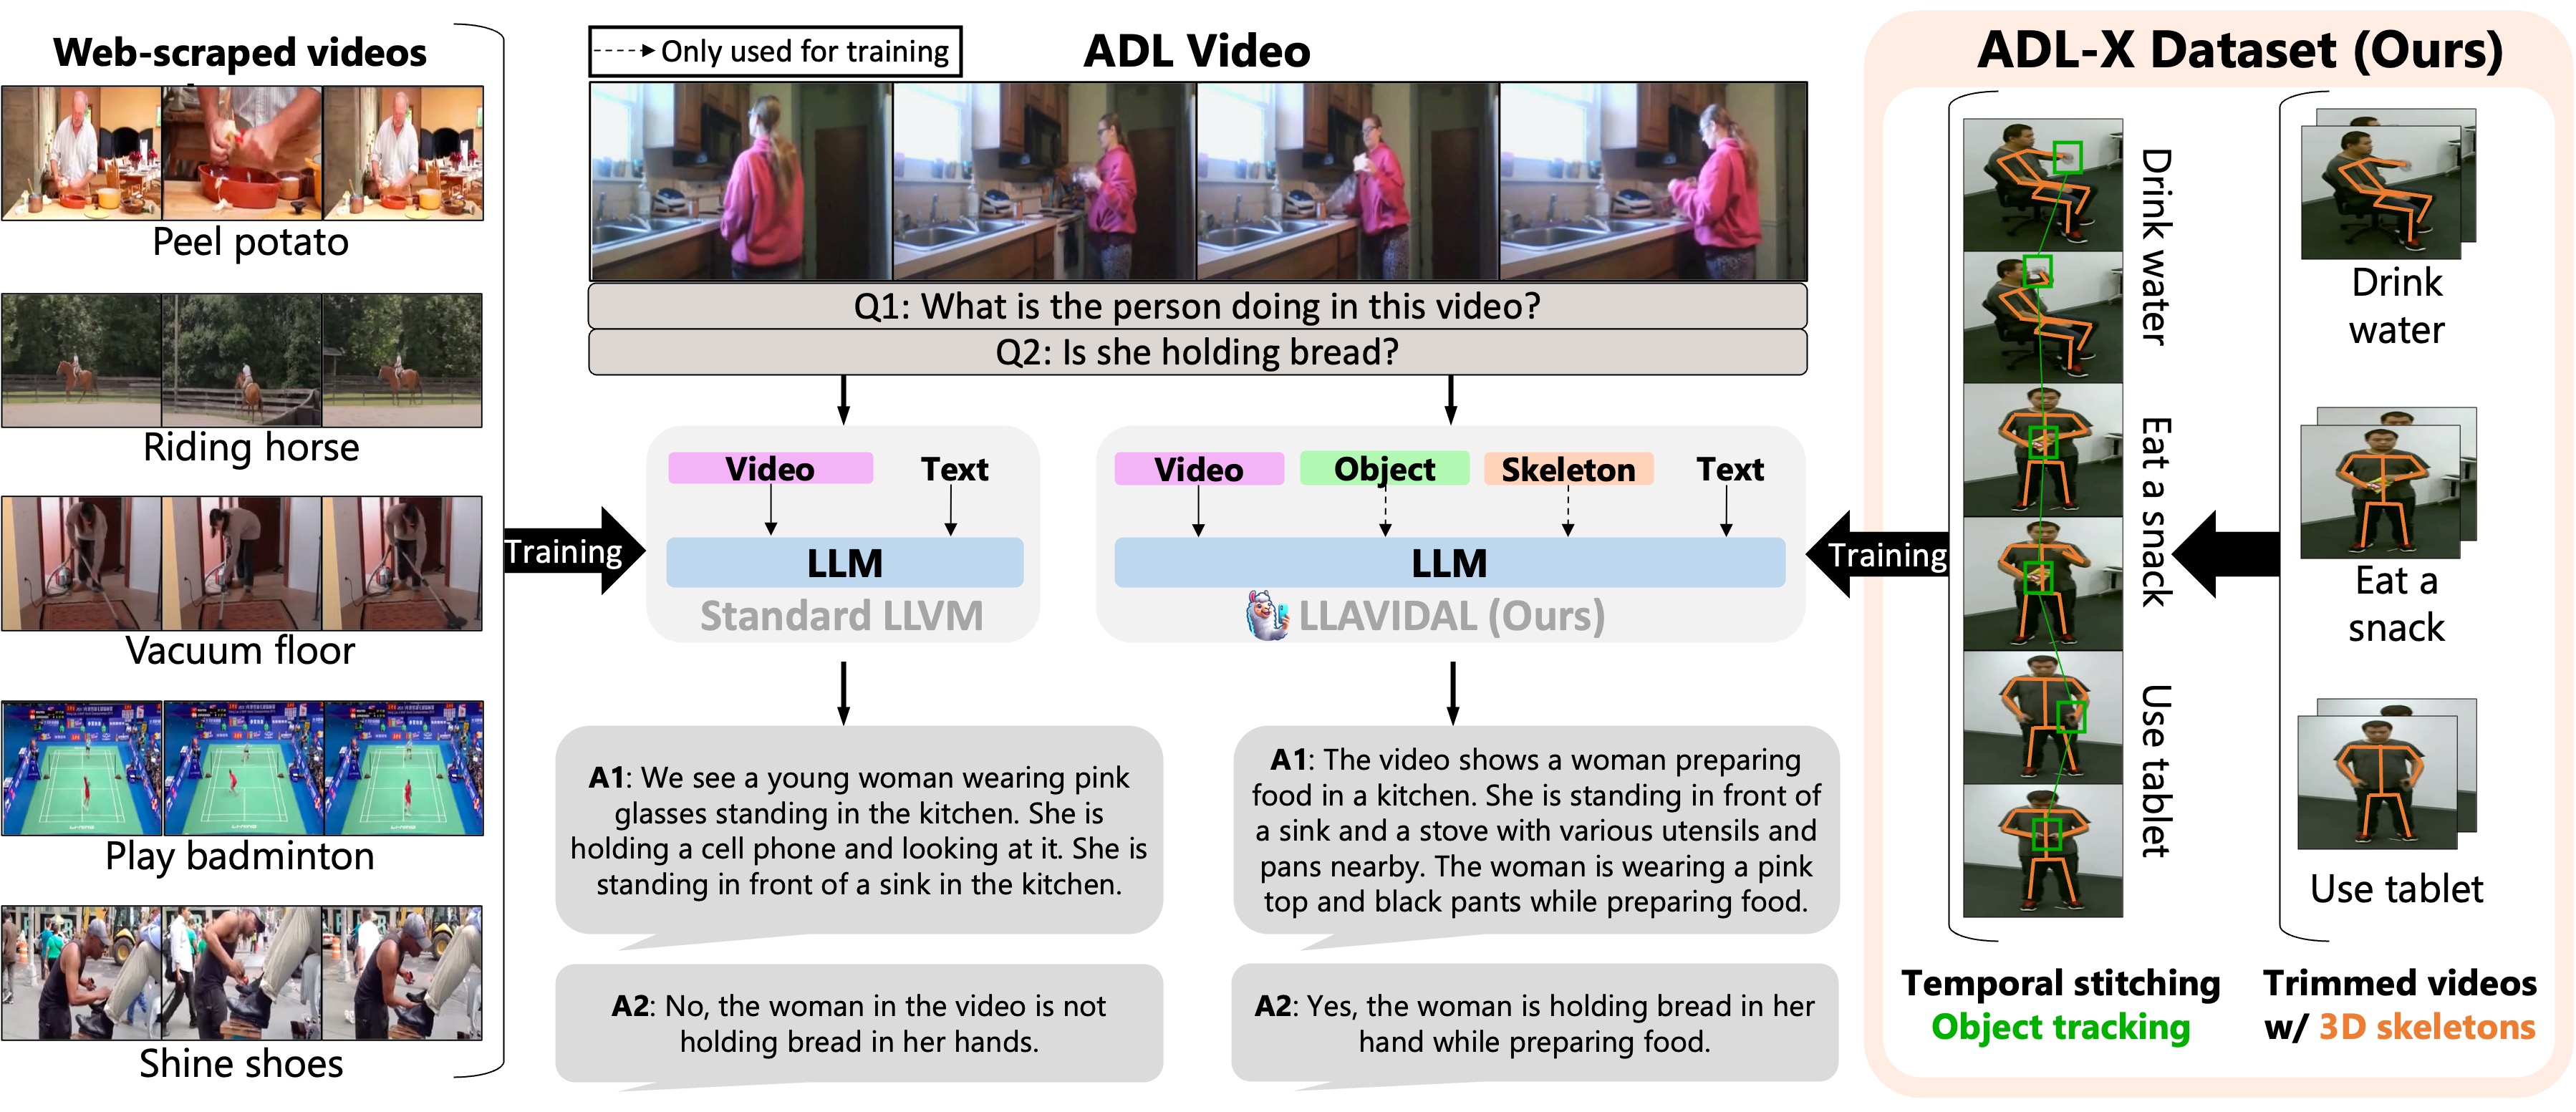 Web-scraped videos
Peel potato
Riding horse
Vacuum floor
Play badminton
Shine shoes
Training
Only used for training
ADL Video
Q1: What is the person doing in this video?
Q2: Is she holding bread?
Video
Text
LLM
Standard LLVM
Video
Object
Skeleton
Text
LLM
LLAVIDAL (Ours)
A1: We see a young woman wearing pink
glasses standing in the kitchen. She is
holding a cell phone and looking at it. She is
standing in front of a sink in the kitchen.
A2: No, the woman in the video is not
holding bread in her hands.
A1: The video shows a woman preparing
food in a kitchen. She is standing in front of
a sink and a stove with various utensils and
pans nearby. The woman is wearing a pink
top and black pants while preparing food.
A2: Yes, the woman is holding bread in her
hand while preparing food.
Training
ADL-X Dataset (Ours)
Drink water
Eat a snack
Use tablet
Temporal stitching
Object tracking
Drink
water
Eat a
snack
Use tablet
Trimmed videos
w/ 3D skeletons